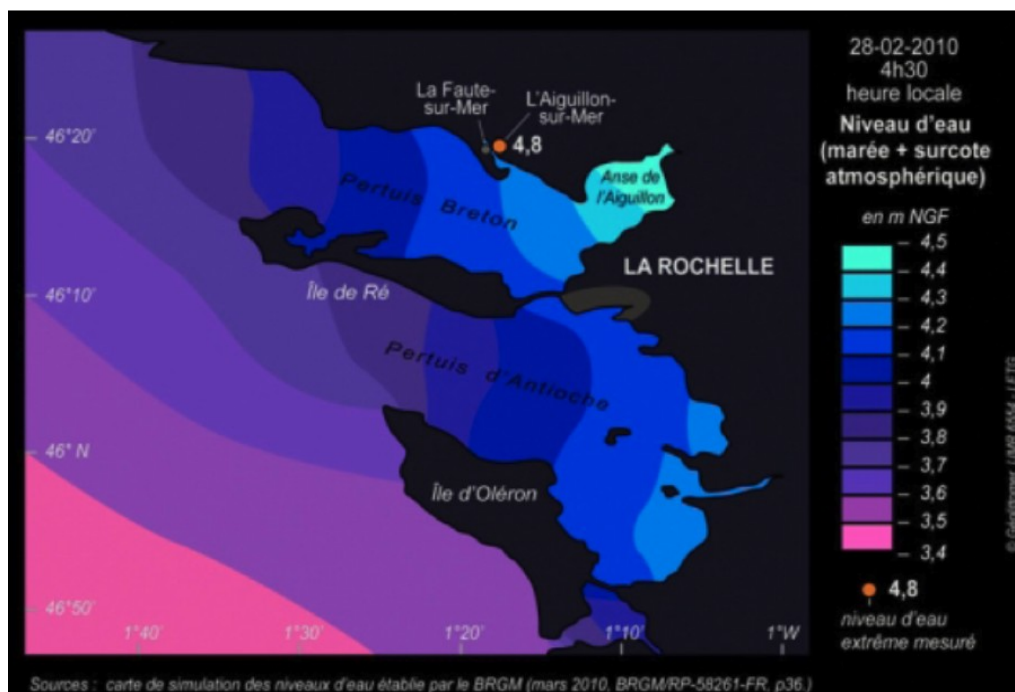 28-02-2010
4h30
heure locale
Niveau d'eau
(marée + surcote
atmosphérique)
en m NGF
4,5
4,4
4,3
4,2
4,1
4
3,9
3,8
3,7
3,6
3,5
3,4
4,8
niveau d'eau
extrême mesuré
La Faute-
sur-Mer
L'Aiguillon-
sur-Mer
4,8
46°20'
Anse de
l'Aiguillon
Pertuis Breton
LA ROCHELLE
Île de Ré
46°10'
Pertuis d'Antioche
46° N
Île d'Oléron
46°50'
1°40
1°30
1°20
1°10
1°W
© Géolittomer, UMR 6554 - LETG
Sources : carte de simulation des niveaux d'eau établie par le BRGM (mars 2010, BRGM/RP-58261-FR, p36.)